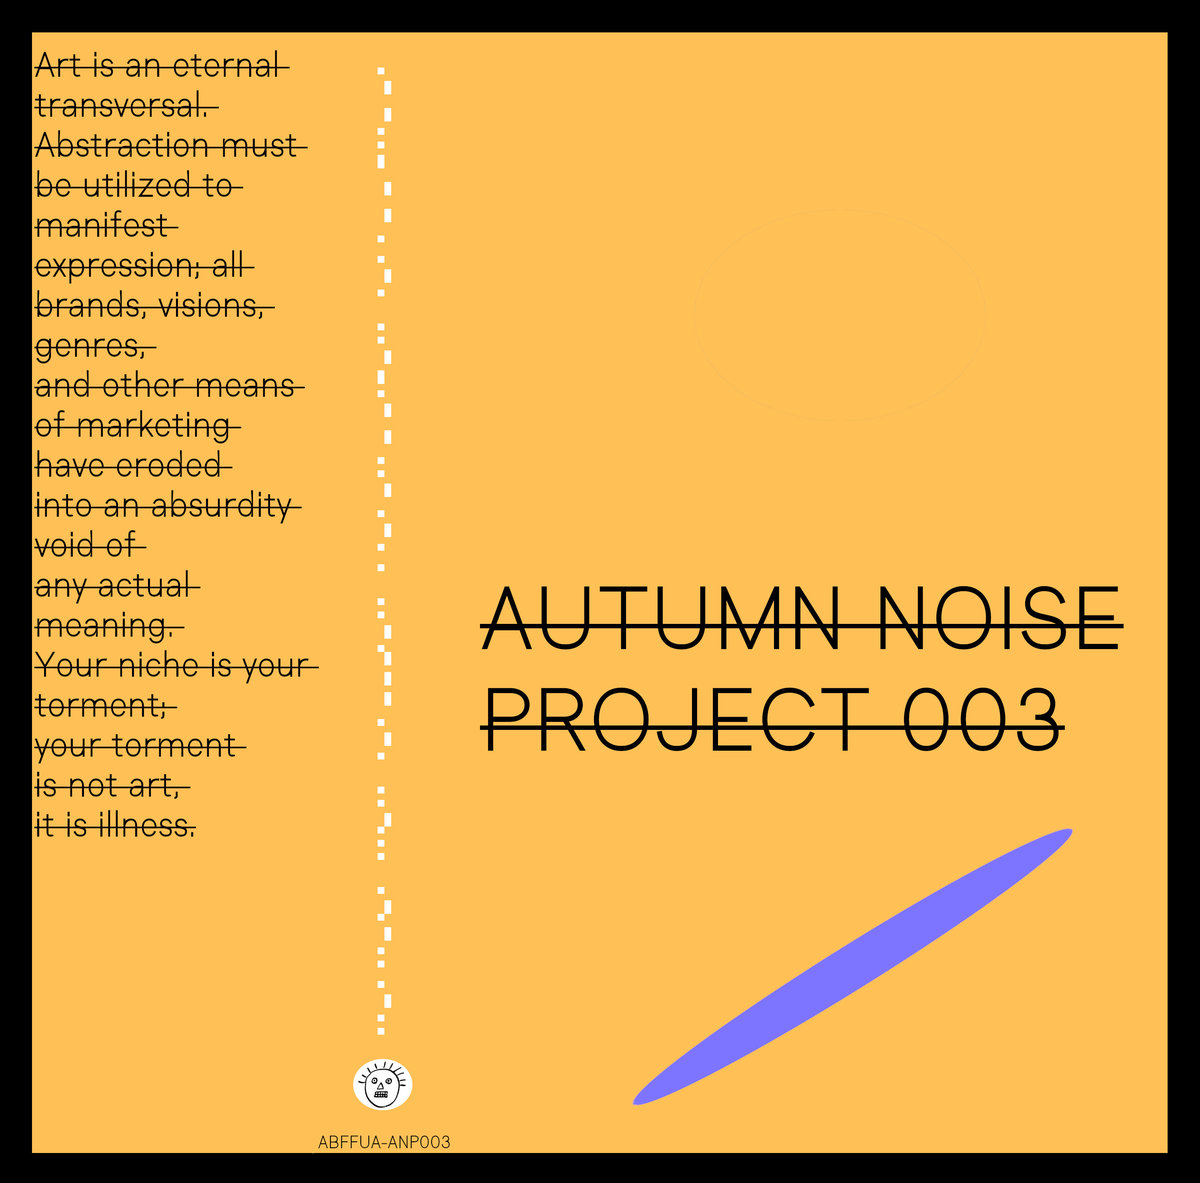 Art is an eternal
transversal.
Abstraction must
be utilized to
manifest
expression; all
brands, visions,
genres,
and other means
of marketing
have eroded
into an absurdity
void of
any actual
meaning.
Your niche is your
torment;
your torment
is not art,
it is illness.
AUTUMN NOISE
PROJECT 003
ABFFUA-ANP003